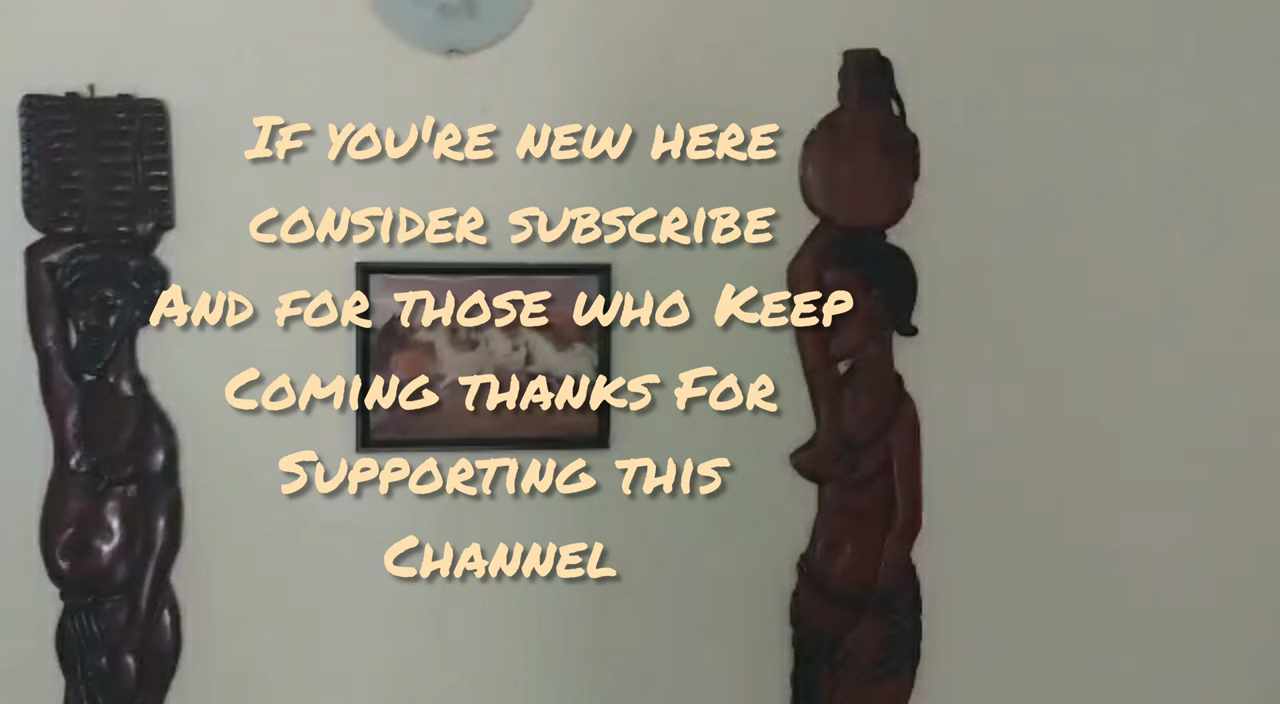 If you're new here
consider subscribe
And for those who Keep
Coming thanks For
Supporting this
Channel